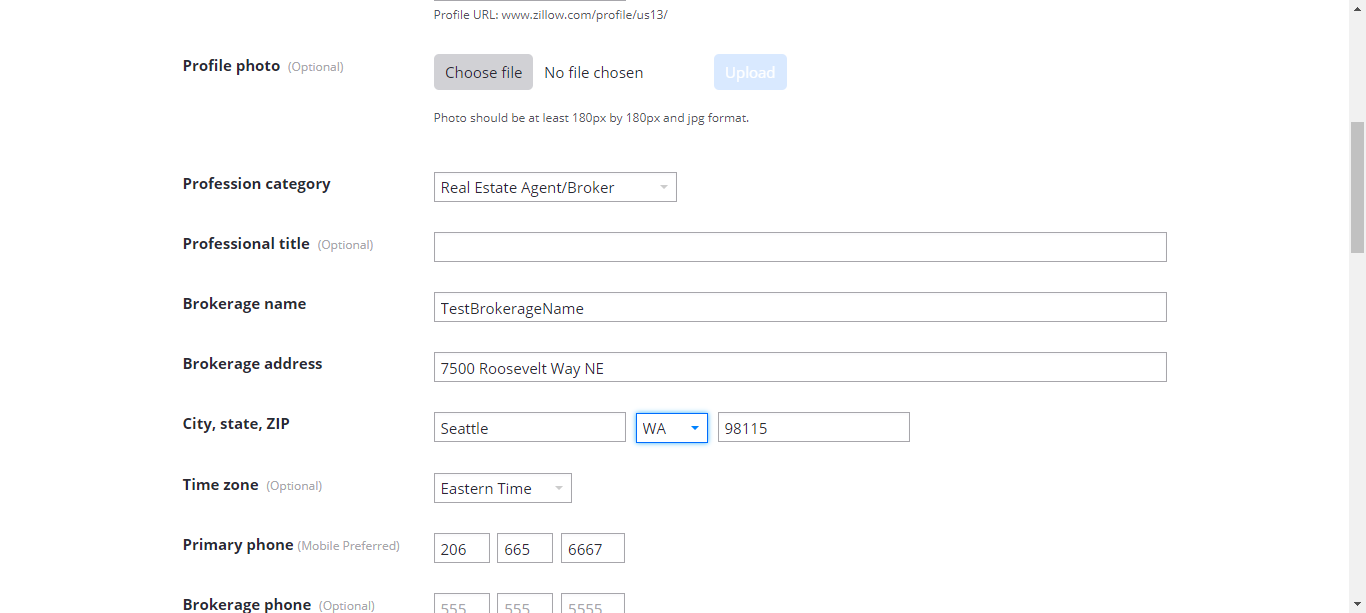 Profile URL: www.zillow.com/profile/us13/
Profile photo (Optional)
Choose file No file chosen Upload
Photo should be at least 180px by 180px and jpg format.
Profession category Real Estate Agent/Broker
Professional title (Optional)
Brokerage name TestBrokerageName
Brokerage address 7500 Roosevelt Way NE
City, state, ZIP Seattle WA 98115
Time zone (Optional) Eastern Time
Primary phone (Mobile Preferred) 206 665 6667
Brokerage phone (Optional) 555 555 5555